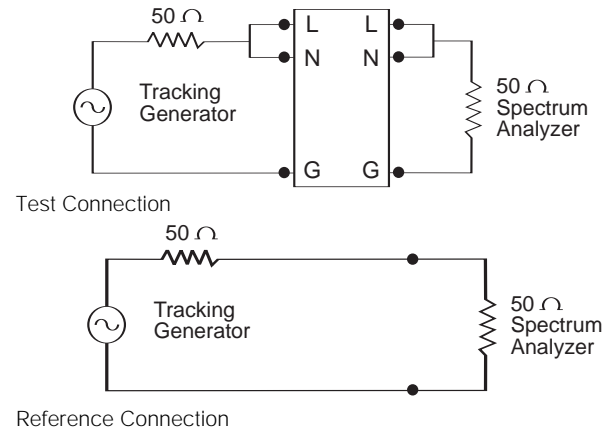 50 Ω
L L
N N
Tracking
Generator
50 Ω
Spectrum
Analyzer
G G
Test Connection
50 Ω
Tracking
Generator
50 Ω
Spectrum
Analyzer
Reference Connection